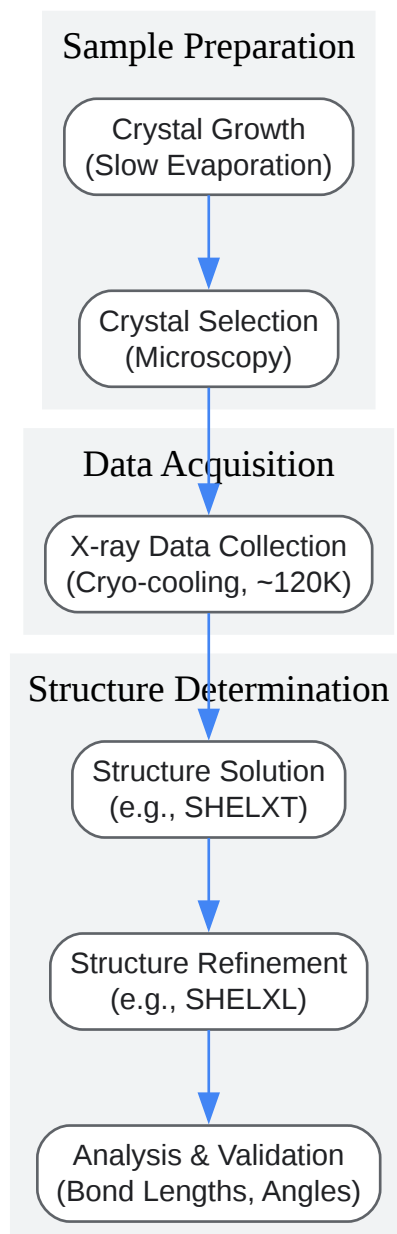 Sample Preparation
Crystal Growth
(Slow Evaporation)
Crystal Selection
(Microscopy)
Data Acquisition
X-ray Data Collection
(Cryo-cooling, ~120K)
Structure Determination
Structure Solution
(e.g., SHELXT)
Structure Refinement
(e.g., SHELXL)
Analysis & Validation
(Bond Lengths, Angles)